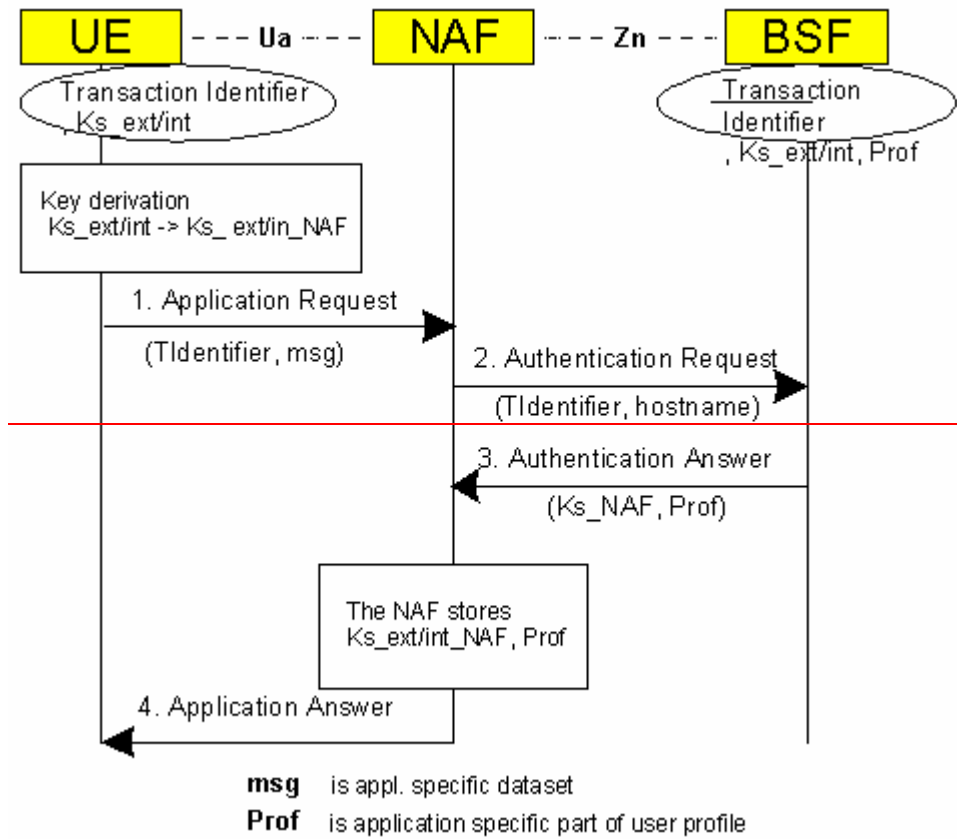 UE --- Ua --- NAF --- Zn --- BSF
Transaction Identifier
, Ks_ext/int
Transaction
Identifier
, Ks_ext/int, Prof
Key derivation
Ks_ext/int -> Ks_ ext/in_NAF
1. Application Request
(TIdentifier, msg)
2. Authentication Request
(TIdentifier, hostname)
3. Authentication Answer
(Ks_NAF, Prof)
The NAF stores
Ks_ext/int_NAF, Prof
4. Application Answer
msg is appl. specific dataset
Prof is application specific part of user profile